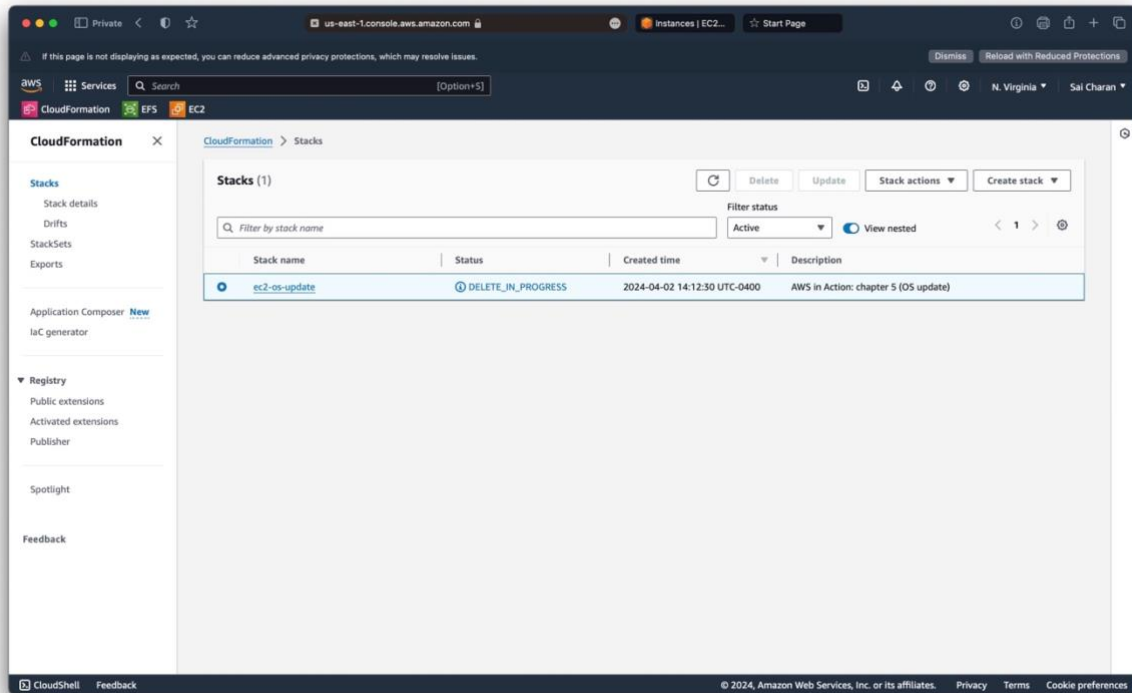 Private
us-east-1.console.aws.amazon.com
Instances | EC2...
Start Page
If this page is not displaying as expected, you can reduce advanced privacy protections, which may resolve issues.
Dismiss
Reload with Reduced Protections
aws
Services
Search
[Option+S]
N. Virginia
Sai Charan
CloudFormation
EFS
EC2
CloudFormation
CloudFormation > Stacks
Stacks
Stack details
Drifts
StackSets
Exports
Application Composer New
IaC generator
Registry
Public extensions
Activated extensions
Publisher
Spotlight
Feedback
Stacks (1)
Delete
Update
Stack actions
Create stack
Filter status
Filter by stack name
Active
View nested
1
Stack name
Status
Created time
Description
ec2-os-update
DELETE_IN_PROGRESS
2024-04-02 14:12:30 UTC-0400
AWS in Action: chapter 5 (OS update)
CloudShell
Feedback
© 2024, Amazon Web Services, Inc. or its affiliates.
Privacy
Terms
Cookie preferences